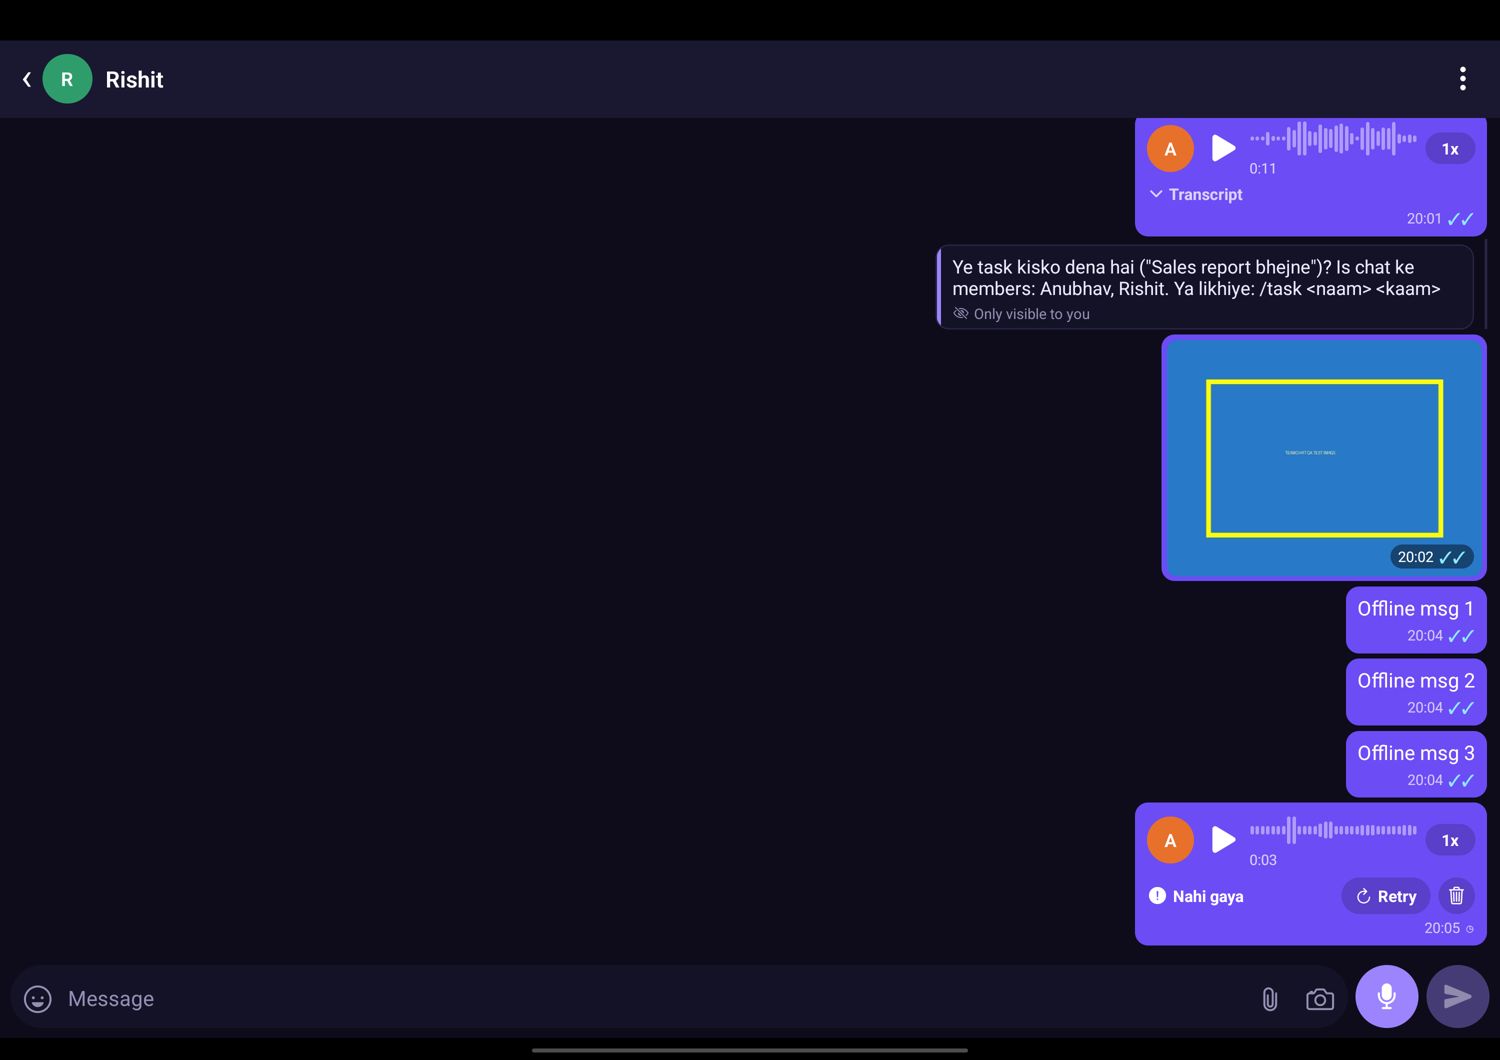 R
Rishit
A
1x
0:11
Transcript
20:01
Ye task kisko dena hai ("Sales report bhejne")? Is chat ke
members: Anubhav, Rishit. Ya likhiye: /task <naam> <kaam>
Only visible to you
20:02
Offline msg 1
20:04
Offline msg 2
20:04
Offline msg 3
20:04
A
1x
0:03
Nahi gaya
Retry
20:05
Message